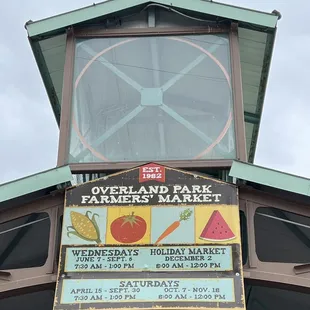 EST.
1982
OVERLAND PARK
FARMERS' MARKET
WEDNESDAYS
JUNE 7 - SEPT. 6
7:30 AM - 1:00 PM
HOLIDAY MARKET
DECEMBER 2
8:00 AM - 12:00 PM
SATURDAYS
APRIL 15 - SEPT. 30
7:30 AM - 1:00 PM
OCT. 7 - NOV. 18
8:00 AM - 12:00 PM